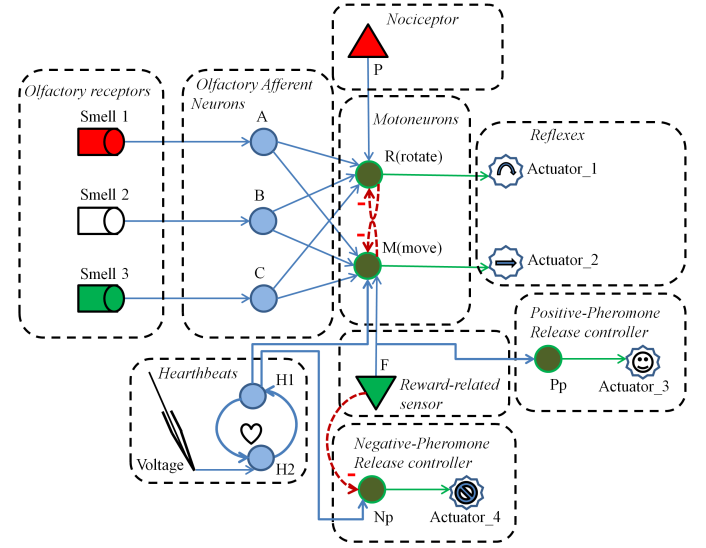 Nociceptor
P
Olfactory receptors
Smell 1
Smell 2
Smell 3
Olfactory Afferent
Neurons
A
B
C
Motoneurons
R(rotate)
-
-
M(move)
Reflexex
Actuator_1
Actuator_2
Positive-Pheromone
Release controller
Pp
Actuator_3
Hearthbeats
H1
H2
Voltage
F
Reward-related
sensor
Negative-Pheromone
Release controller
-
Np
Actuator_4